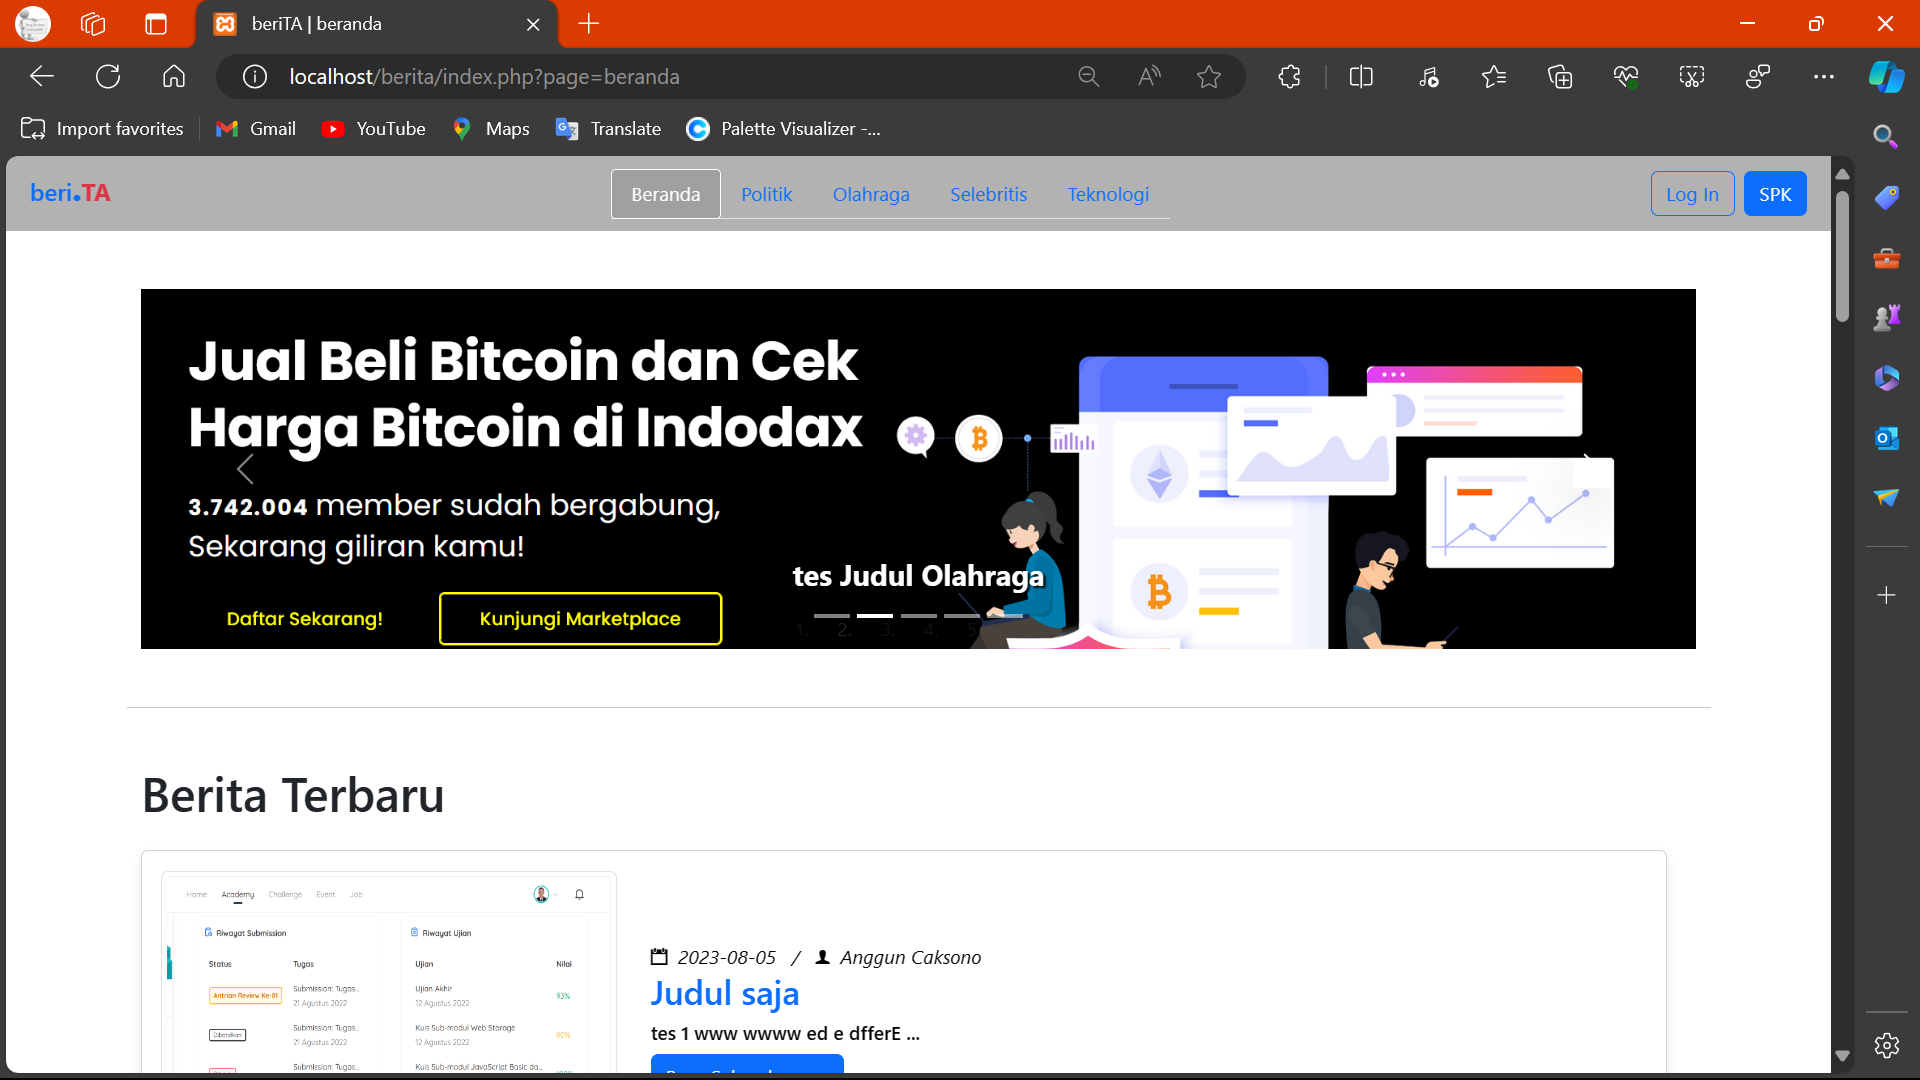 beriTA | beranda
localhost/berita/index.php?page=beranda
Import favorites
Gmail
YouTube
Maps
Translate
Palette Visualizer -...
beri.TA
Beranda
Politik
Olahraga
Selebritis
Teknologi
Log In
SPK
Jual Beli Bitcoin dan Cek
Harga Bitcoin di Indodax
3.742.004 member sudah bergabung,
Sekarang giliran kamu!
tes Judul Olahraga
Daftar Sekarang!
Kunjungi Marketplace
1. 2. 3. 4. 5
Berita Terbaru
Home Academy Challenge Event Job
Riwayat Submission
Riwayat Ujian
Status Tugas
Ujian Nilai
Antrian Review Ke-81
Submission: Tugas...
21 Agustus 2022
Ujian Akhir
12 Agustus 2022
93%
Dibatalkan
Submission: Tugas...
21 Agustus 2022
Kuis Sub-modul Web Storage
12 Agustus 2022
80%
Submission: Tugas...
Kuis Sub-modul JavaScript Basic da...
2023-08-05 / Anggun Caksono
Judul saja
tes 1 www wwww ed e dfferE ...